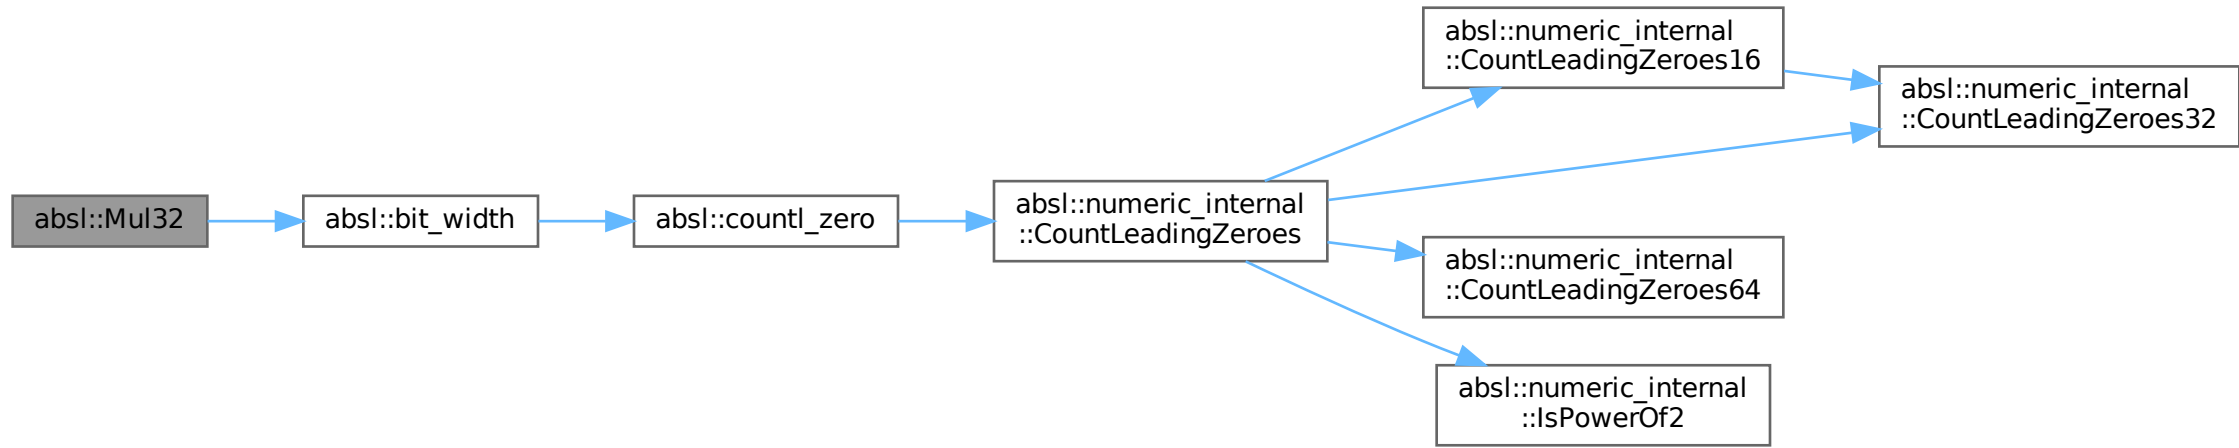 absl::Mul32
absl::bit_width
absl::countl_zero
absl::numeric_internal
::CountLeadingZeroes
absl::numeric_internal
::CountLeadingZeroes16
absl::numeric_internal
::CountLeadingZeroes32
absl::numeric_internal
::CountLeadingZeroes64
absl::numeric_internal
::IsPowerOf2